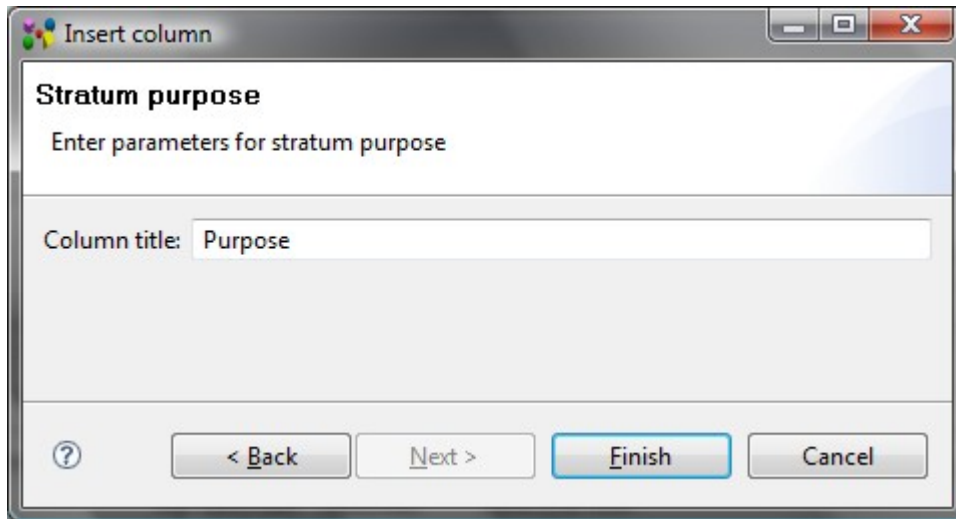 Insert column
Stratum purpose
Enter parameters for stratum purpose
Column title: Purpose
? < Back Next > Finish Cancel